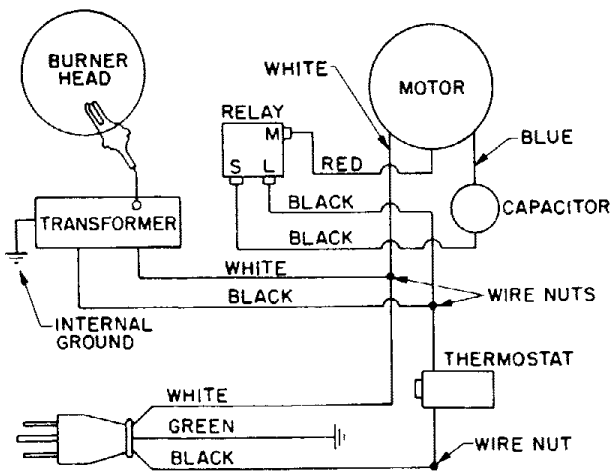 BURNER
HEAD
WHITE
MOTOR
RELAY
M
S L
RED
BLUE
BLACK
CAPACITOR
TRANSFORMER
BLACK
WHITE
BLACK
WIRE NUTS
INTERNAL
GROUND
THERMOSTAT
WHITE
GREEN
BLACK
WIRE NUT